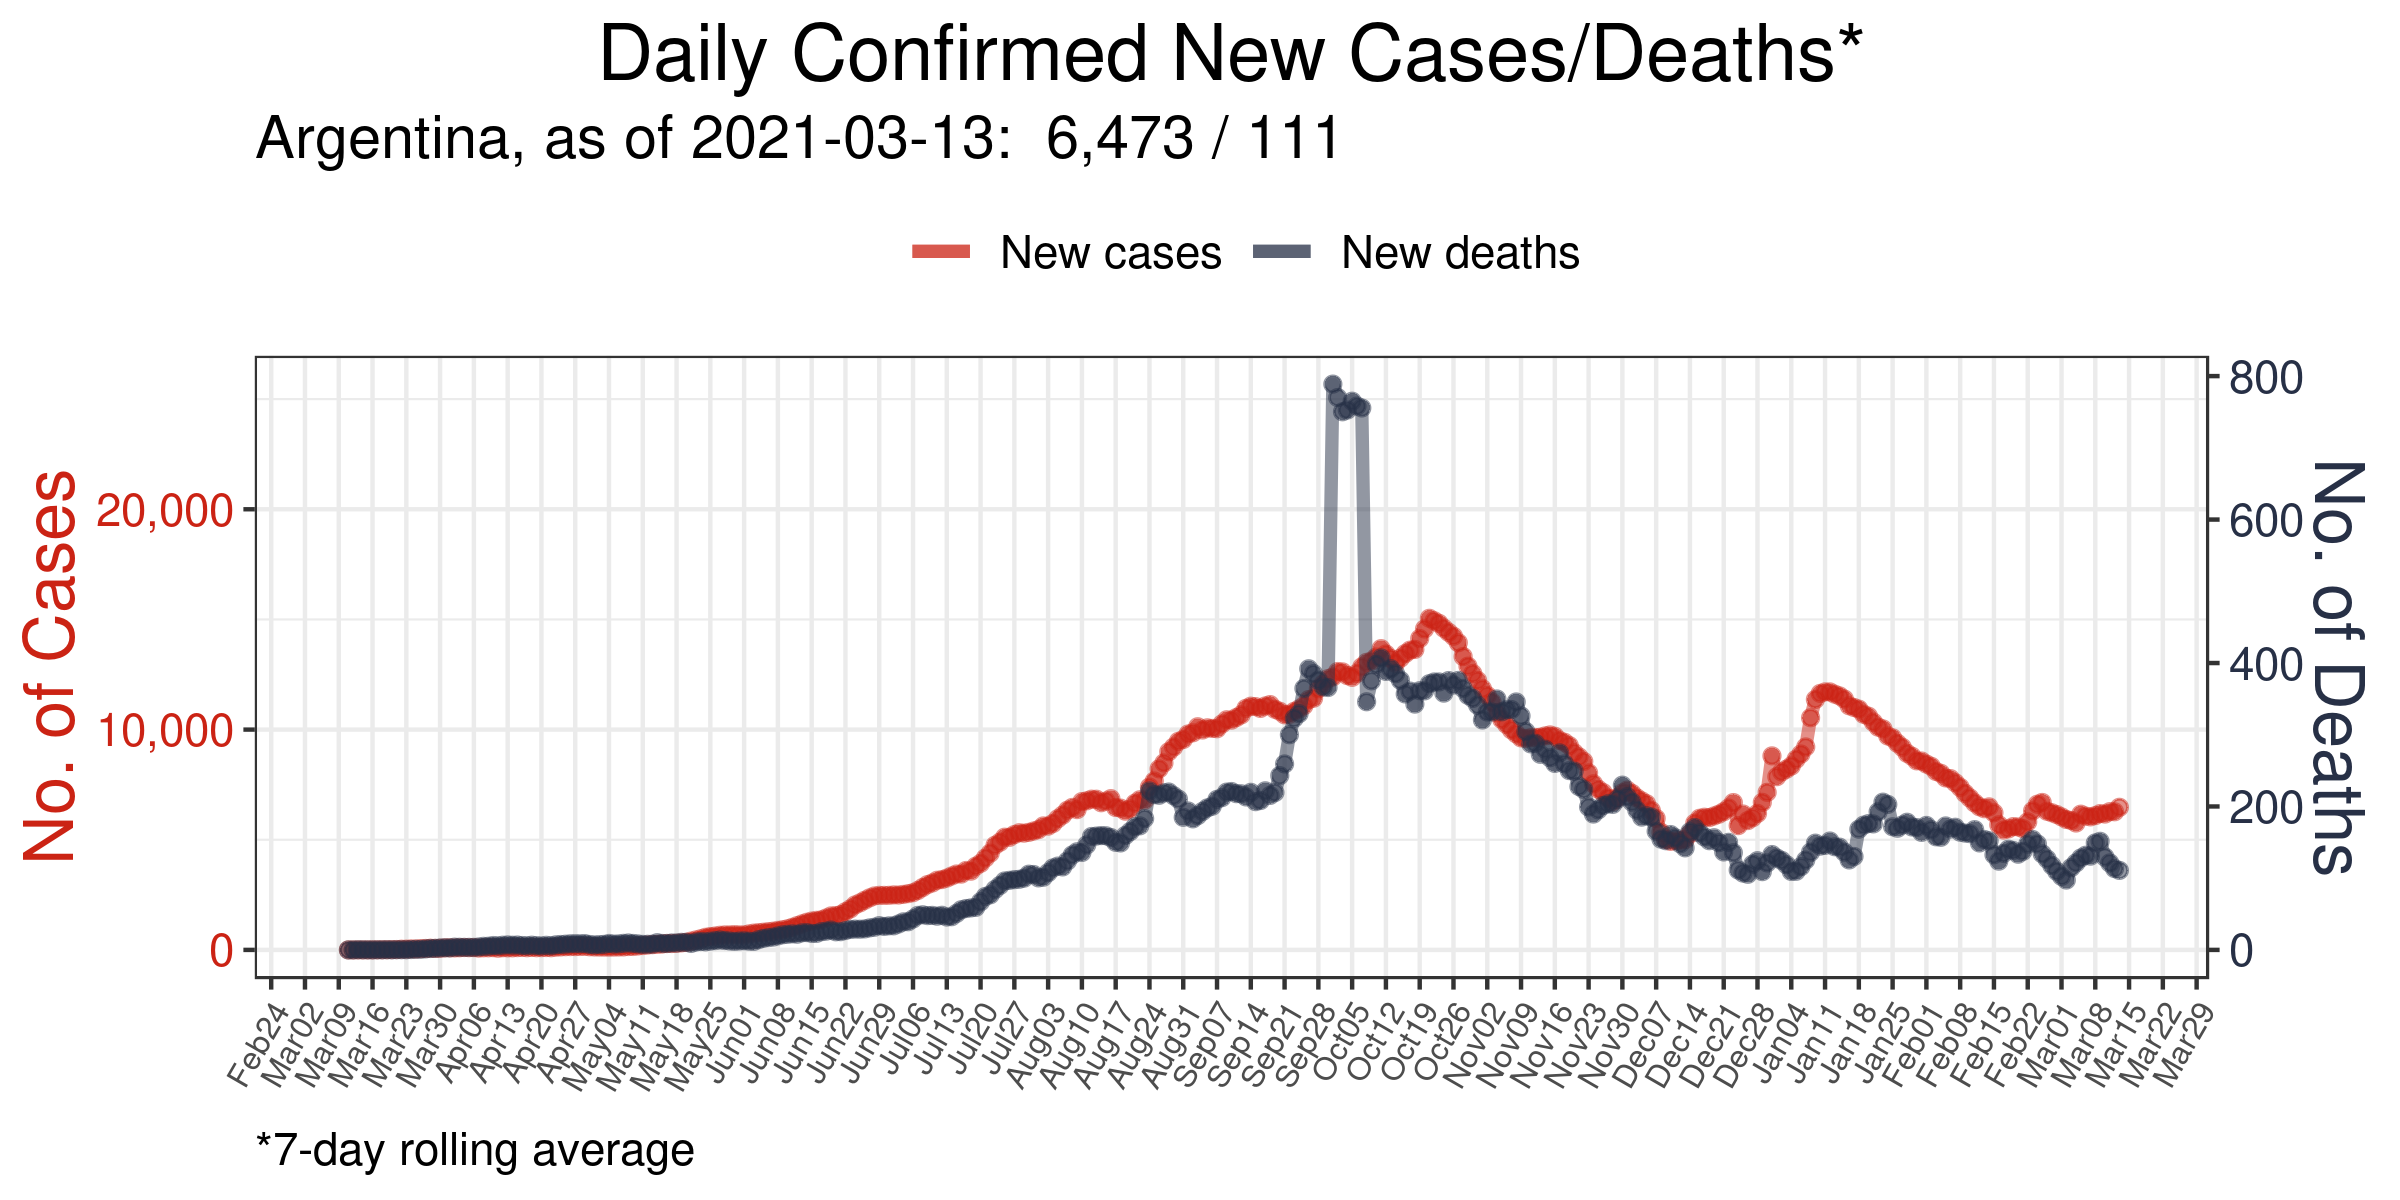 Daily Confirmed New Cases/Deaths*
Argentina, as of 2021-03-13:  6,473 / 111
New cases
New deaths
No. of Cases
20,000
10,000
0
800
600
400
200
0
No. of Deaths
Feb24
Mar02
Mar09
Mar16
Mar23
Mar30
Apr06
Apr13
Apr20
Apr27
May04
May11
May18
May25
Jun01
Jun08
Jun15
Jun22
Jun29
Jul06
Jul13
Jul20
Jul27
Aug03
Aug10
Aug17
Aug24
Aug31
Sep07
Sep14
Sep21
Sep28
Oct05
Oct12
Oct19
Oct26
Nov02
Nov09
Nov16
Nov23
Nov30
Dec07
Dec14
Dec21
Dec28
Jan04
Jan11
Jan18
Jan25
Feb01
Feb08
Feb15
Feb22
Mar01
Mar08
Mar15
Mar22
Mar29
*7-day rolling average